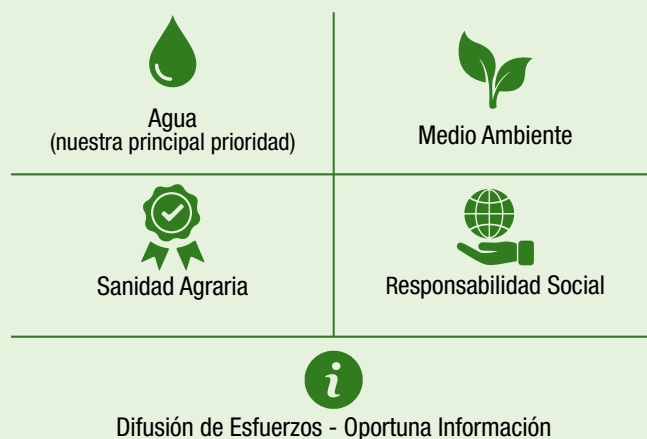 Agua
(nuestra principal prioridad)
Medio Ambiente
Sanidad Agraria
Responsabilidad Social
i
Difusión de Esfuerzos - Oportuna Información